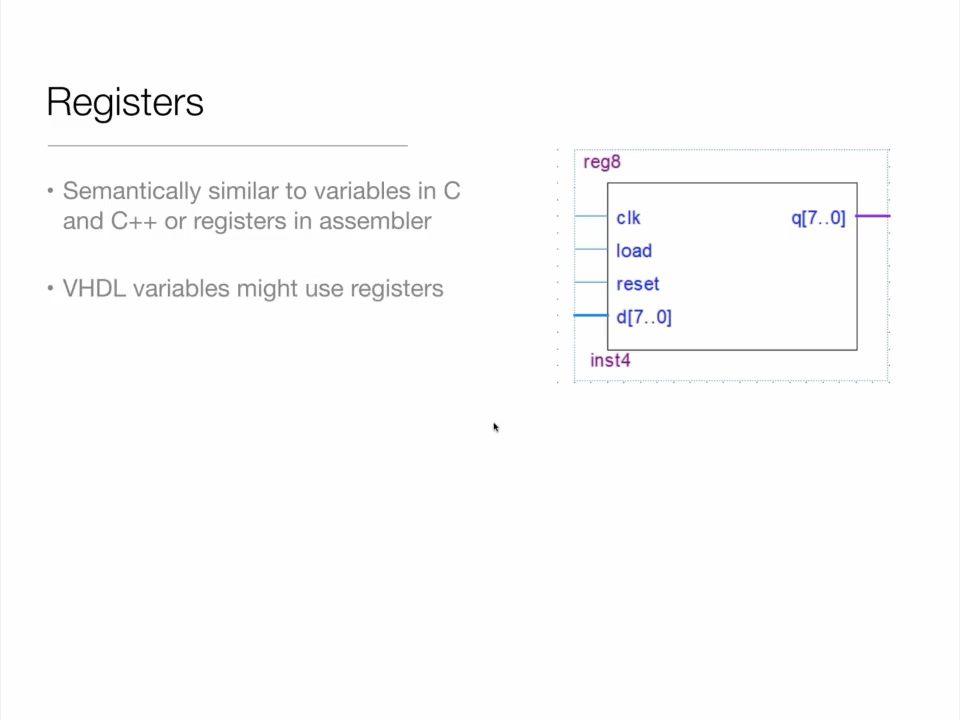 Registers
• Semantically similar to variables in C
and C++ or registers in assembler
• VHDL variables might use registers
reg8
clk
q[7..0]
load
reset
d[7..0]
inst4